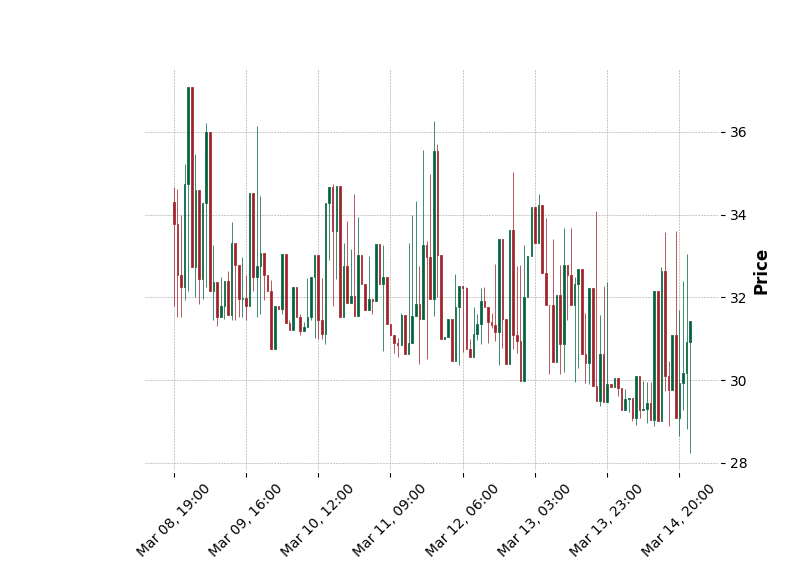 36
34
32
30
28
Price
Mar 08, 19:00
Mar 09, 16:00
Mar 10, 12:00
Mar 11, 09:00
Mar 12, 06:00
Mar 13, 03:00
Mar 13, 23:00
Mar 14, 20:00